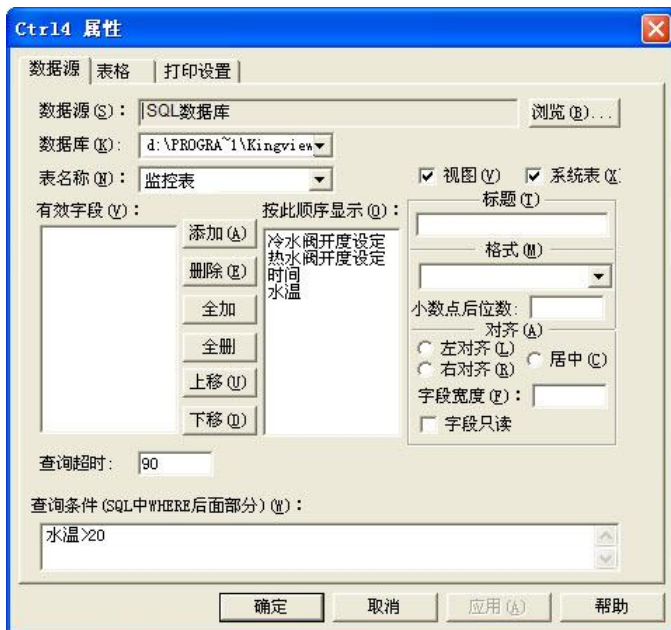 Ctrl4 属性
数据源 表格 打印设置
数据源(S): SQL数据库 浏览(B)...
数据库(K): d:\PROGRA~1\Kingview
表名称(N): 监控表 视图(V) 系统表(X
有效字段(V): 按此顺序显示(O): 标题(T)
添加(A)
冷水阀开度设定
热水阀开度设定
时间
水温
格式(M)
删除(E)
全加
小数点后位数:
对齐(A)
全删
左对齐(L)
右对齐(R)
居中(C)
上移(U)
字段宽度(F):
下移(D)
字段只读
查询超时: 90
查询条件(SQL中WHERE后面部分)(W):
水温>20
确定 取消 应用(A) 帮助